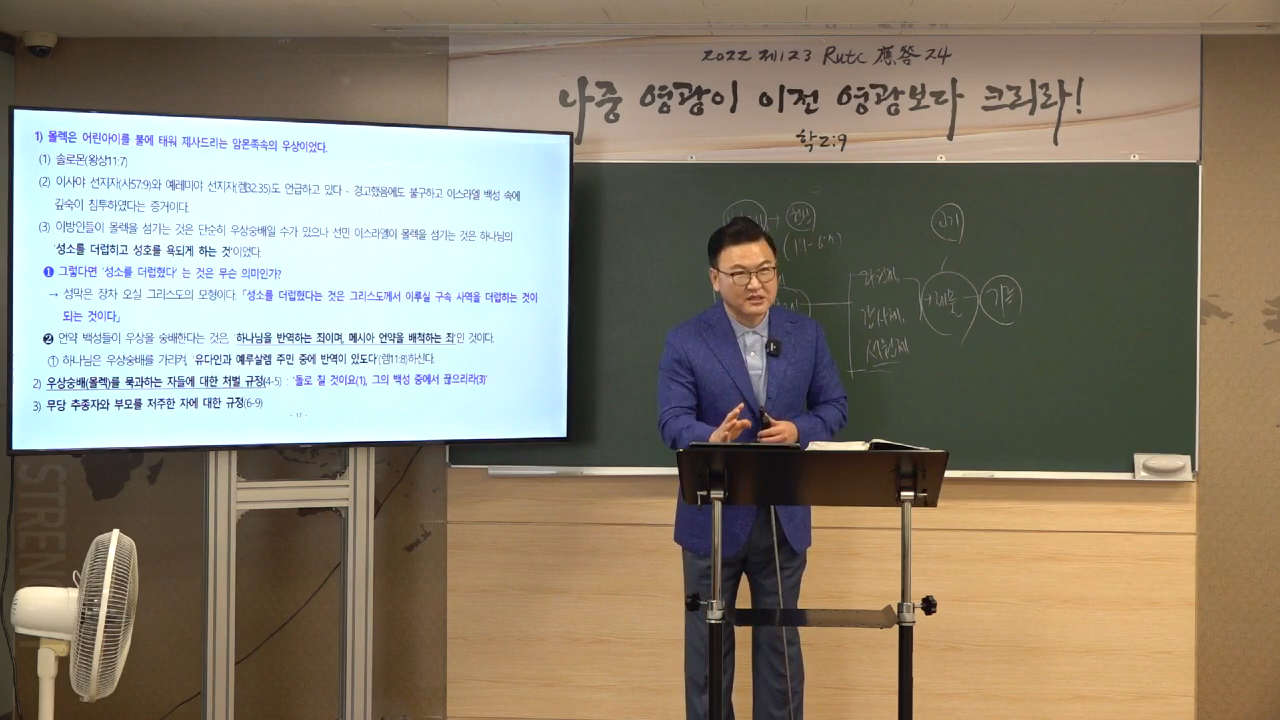 2022 제123 Rutc 應答 24
나중 영광이 이전 영광보다 크리라!
학2:9
1) 몰렉은 어린아이를 불에 태워 제사드리는 암몬족속의 우상이었다.
(1) 솔로몬(왕상11:7)
(2) 이사야 선지자(사57:9)와 예레미야 선지자(렘32:35)도 언급하고 있다 - 경고했음에도 불구하고 이스라엘 백성 속에
깊숙이 침투하였다는 증거이다.
(3) 이방인들이 몰렉을 섬기는 것은 단순히 우상숭배일 수가 있으나 선민 이스라엘이 몰렉을 섬기는 것은 하나님의
'성소를 더럽히고 성호를 욕되게 하는 것'이었다.
❶ 그렇다면 '성소를 더럽혔다' 는 것은 무슨 의미인가?
→ 성막은 장차 오실 그리스도의 모형이다. 「성소를 더럽혔다는 것은 그리스도께서 이루실 구속 사역을 더럽하는 것이
되는 것이다」
❷ 언약 백성들이 우상을 숭배한다는 것은, '하나님을 반역하는 죄이며, 메시아 언약을 배척하는 죄'인 것이다.
① 하나님은 우상숭배를 가리켜, 유다인과 예루살렘 주민 중에 반역이 있도다(렘11:8)하신다.
2) 우상숭배(몰렉)를 묵과하는 자들에 대한 처벌 규정(4-5) : '돌로 칠 것이요(1), 그의 백성 중에서 끊으리라(3)'
3) 무당 추종자와 부모를 저주한 자에 대한 규정(6-9)
- 17 -
헌신
(1-6장)
감사제,
서원제
제물
STREN